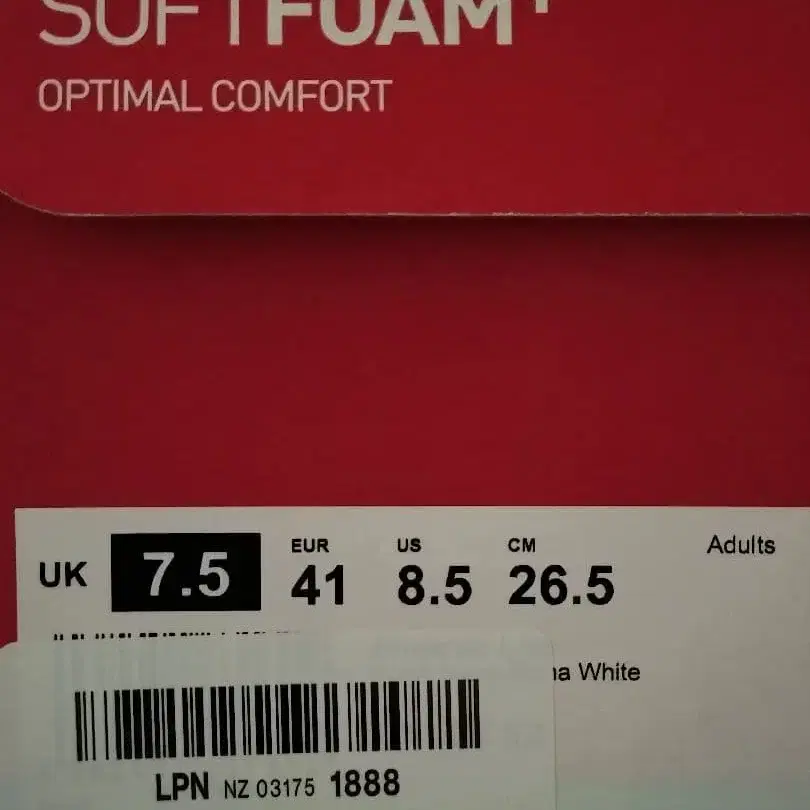 SOFTFOAM+
OPTIMAL COMFORT
EUR US CM Adults
UK 7.5 41 8.5 26.5
White
LPN NZ 03175 1888